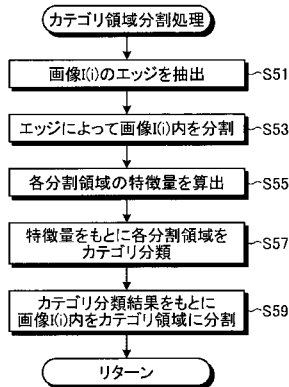 カテゴリ領域分割処理
画像I(i)のエッジを抽出
S51
エッジによって画像I(i)内を分割
S53
各分割領域の特徴量を算出
S55
特徴量をもとに各分割領域を
カテゴリ分類
S57
カテゴリ分類結果をもとに
画像I(i)内をカテゴリ領域に分割
S59
リターン